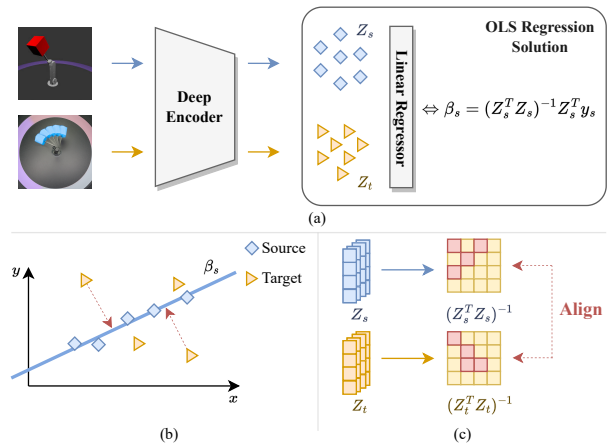 OLS Regression
Solution
Z_s
Deep
Encoder
Linear Regressor
⇔ β_s = (Z_s^T Z_s)^{-1} Z_s^T y_s
Z_t
(a)
Source
Target
y
β_s
x
(b)
Z_s
(Z_s^T Z_s)^{-1}
Align
Z_t
(Z_t^T Z_t)^{-1}
(c)